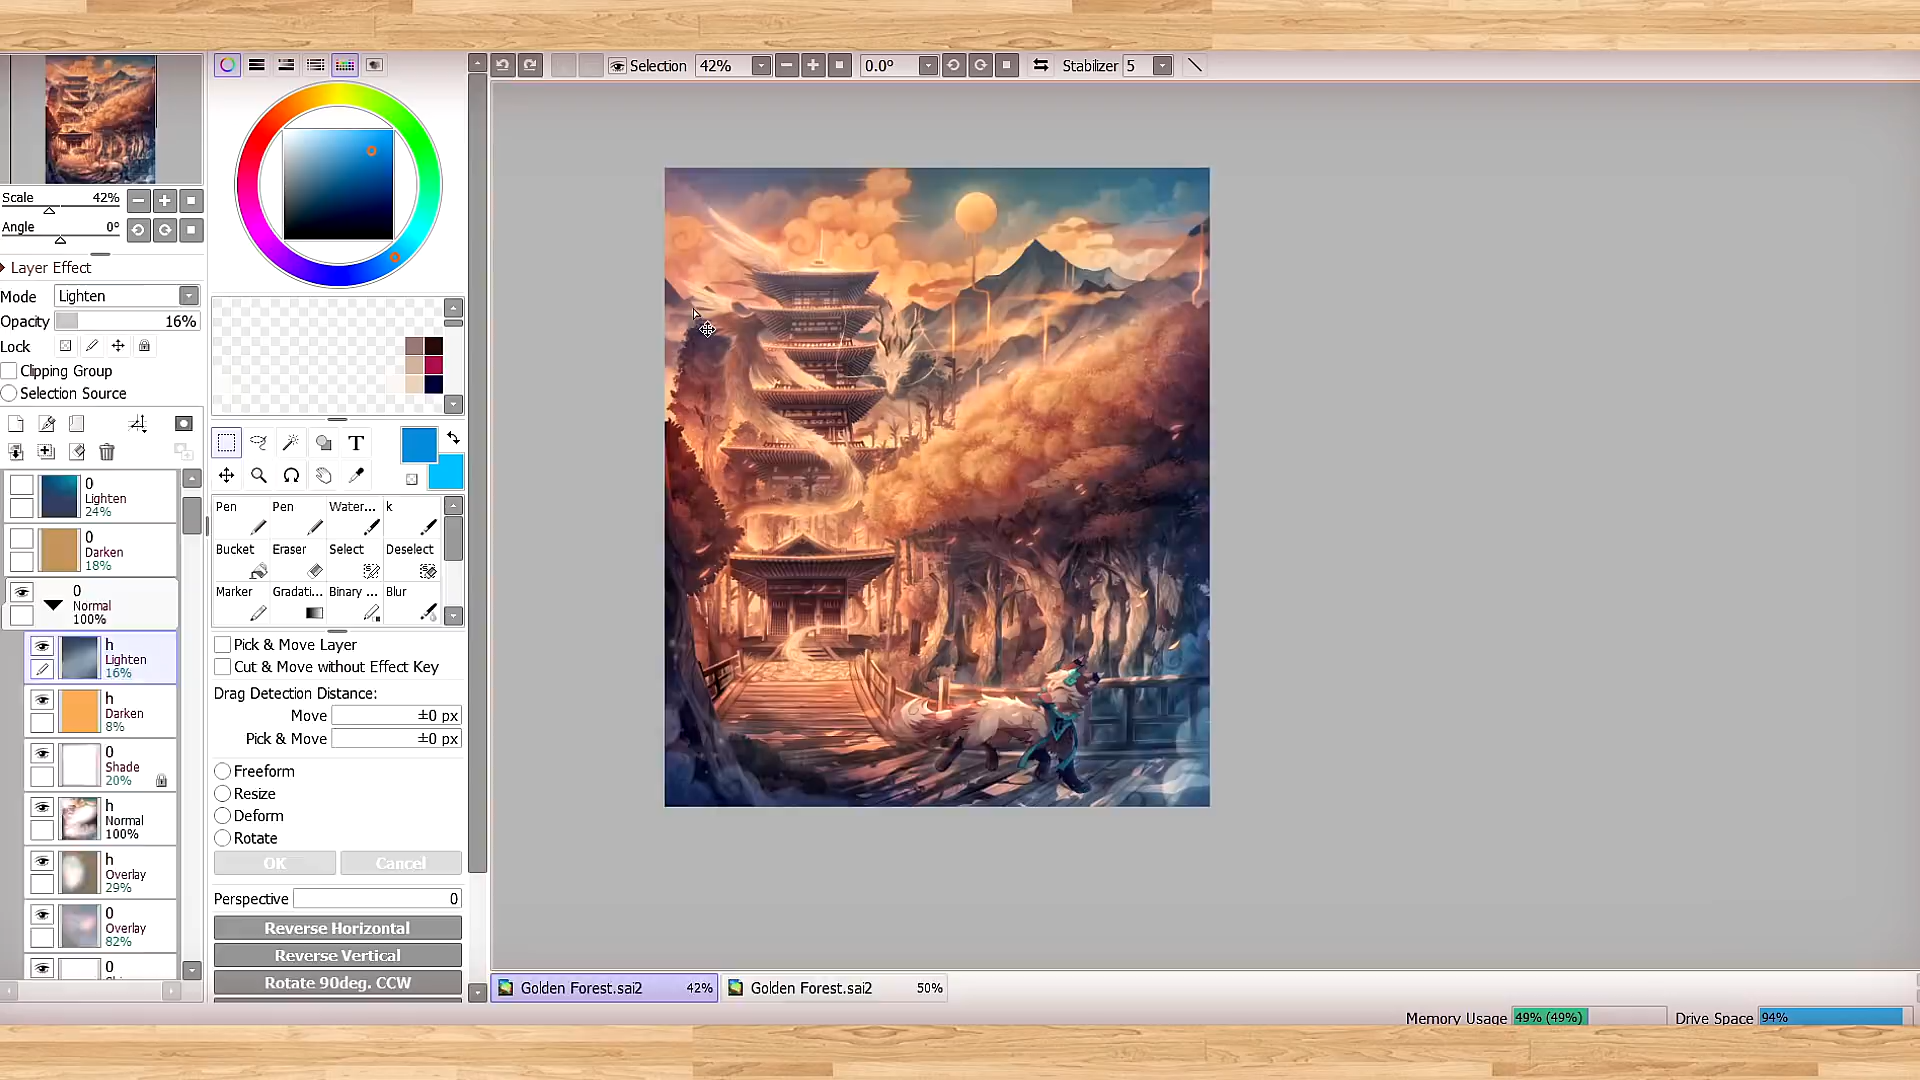 Selection 42% 0.0° Stabilizer 5
Scale 42%
Angle 0°
Layer Effect
Mode Lighten
Opacity 16%
Lock
Clipping Group
Selection Source
0
Lighten
24%
0
Darken
18%
0
Normal
100%
h
Lighten
16%
h
Darken
8%
0
Shade
20%
h
Normal
100%
h
Overlay
29%
0
Overlay
82%
0
T
Pen Pen Water... k
Bucket Eraser Select Deselect
Marker Gradati... Binary ... Blur
Pick & Move Layer
Cut & Move without Effect Key
Drag Detection Distance:
Move ±0 px
Pick & Move ±0 px
Freeform
Resize
Deform
Rotate
OK Cancel
Perspective 0
Reverse Horizontal
Reverse Vertical
Rotate 90deg. CCW
Golden Forest.sai2 42% Golden Forest.sai2 50%
Memory Usage 49% (49%) Drive Space 94%